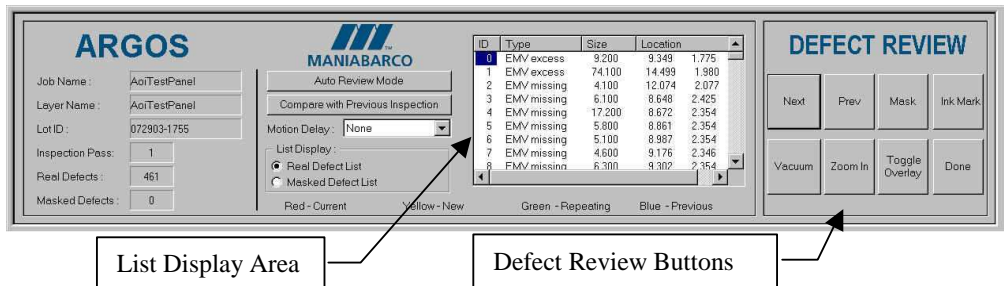 ARGOS
Job Name : AoiTestPanel
Layer Name : AoiTestPanel
Lot ID : 072903-1755
Inspection Pass: 1
Real Defects : 461
Masked Defects : 0
MANIABARCO
TM
Auto Review Mode
Compare with Previous Inspection
Motion Delay : None
List Display :
Real Defect List
Masked Defect List
ID Type Size Location
0 EMV excess 9.200 9.349 1.775
1 EMV excess 74.100 14.499 1.980
2 EMV missing 4.100 12.074 2.077
3 EMV missing 6.100 8.648 2.425
4 EMV missing 17.200 8.672 2.354
5 EMV missing 5.800 8.861 2.354
6 EMV missing 5.100 8.987 2.354
7 EMV missing 4.600 9.176 2.346
8 EMV missing 6.300 9.302 2.354
Red - Current Yellow - New Green - Repeating Blue - Previous
DEFECT REVIEW
Next Prev Mask Ink Mark
Vacuum Zoom In Toggle Overlay Done
List Display Area
Defect Review Buttons